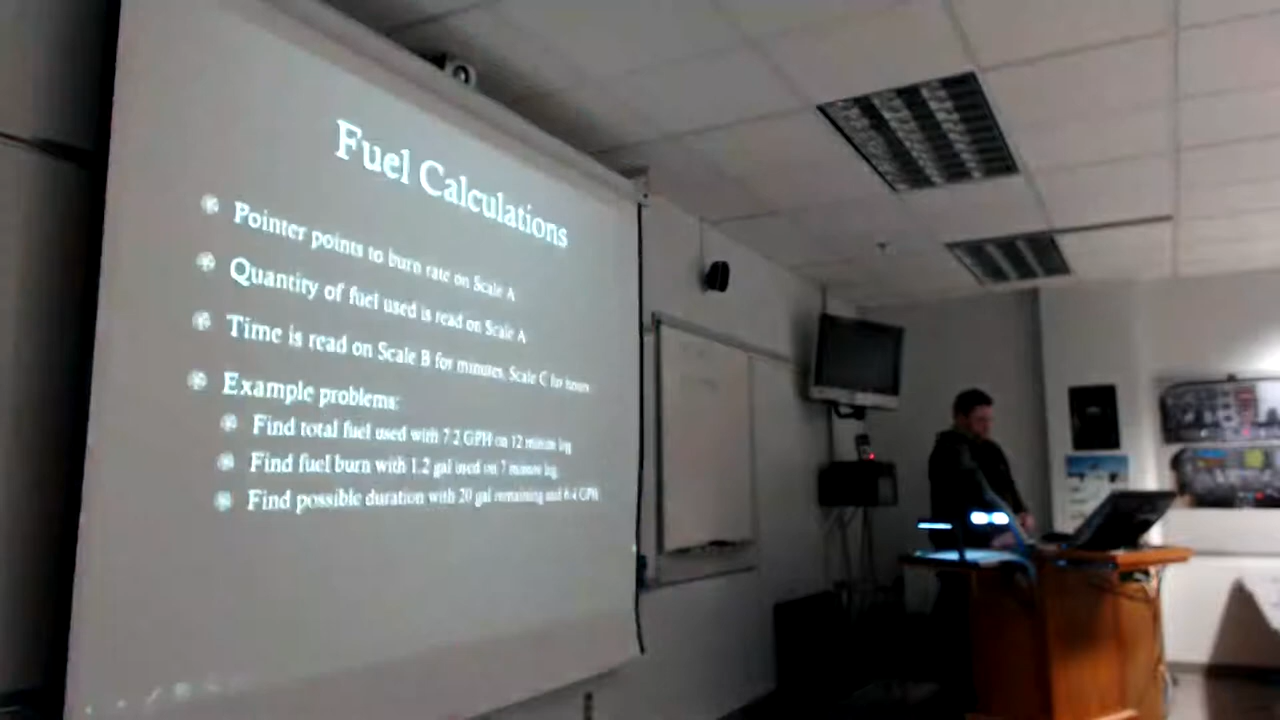 Fuel Calculations
Pointer points to burn rate on Scale A
Quantity of fuel used is read on Scale A
Time is read on Scale B for minutes, Scale C for hours
Example problems:
Find total fuel used with 7.2 GPH on 12 minute leg
Find fuel burn with 1.2 gal used on 7 minute leg
Find possible duration with 20 gal remaining and 6.4 GPH